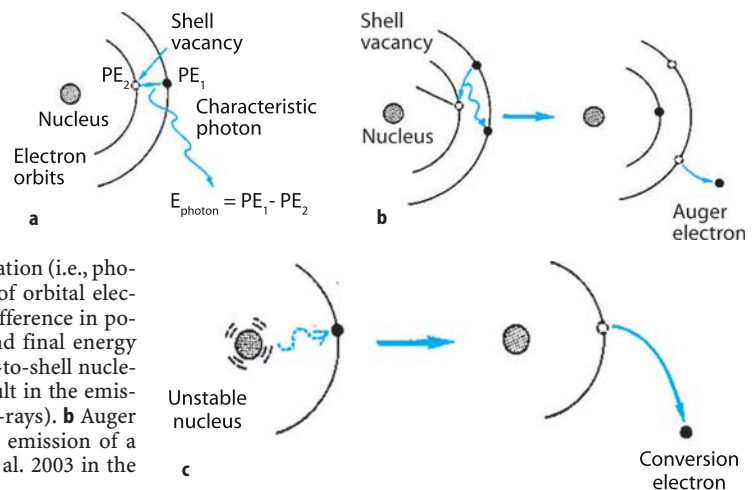 Shell
vacancy
PE2
PE1
Nucleus
Characteristic
photon
Electron
orbits
Ephoton = PE1- PE2
a
Shell
vacancy
Nucleus
b
Auger
electron
ation (i.e., pho-
of orbital elec-
fference in po-
nd final energy
-to-shell nucle-
ult in the emis-
-rays). b Auger
emission of a
al. 2003 in the
Unstable
nucleus
c
Conversion
electron